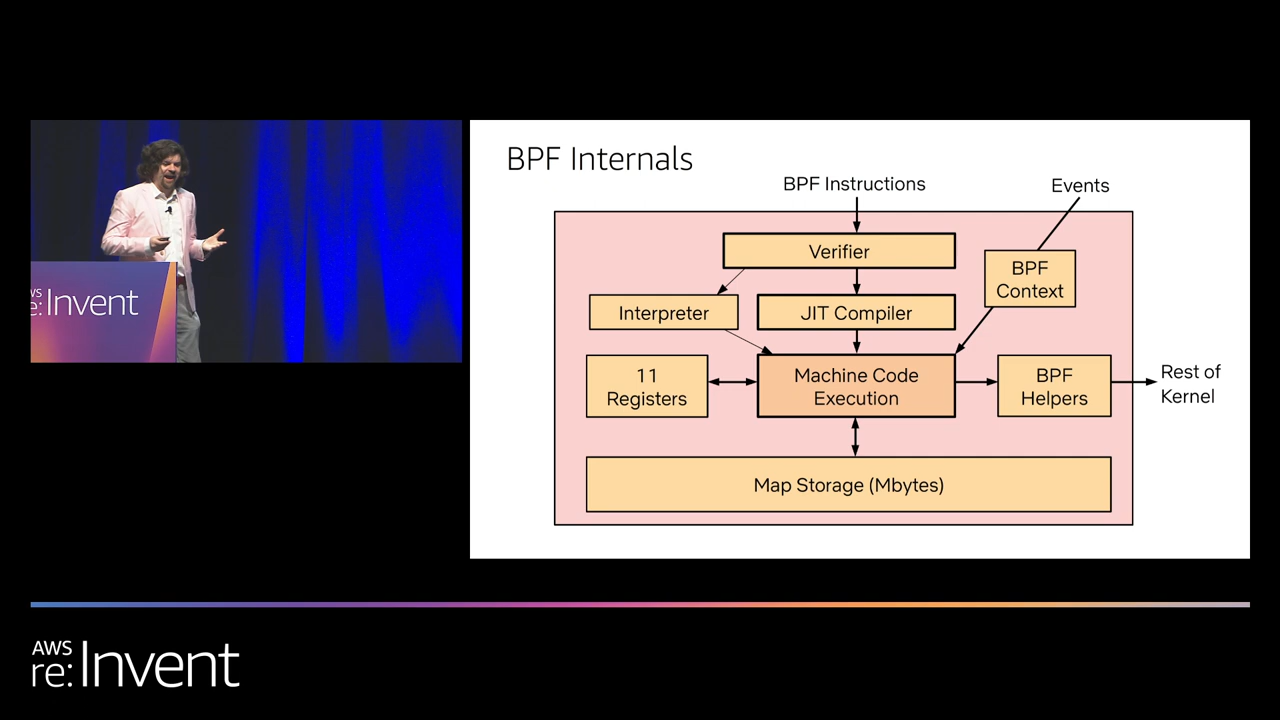 BPF Internals
BPF Instructions
Events
Verifier
BPF
Context
Interpreter
JIT Compiler
11
Registers
Machine Code
Execution
BPF
Helpers
Rest of
Kernel
Map Storage (Mbytes)
ws
e: Invent
AWS
re: Invent